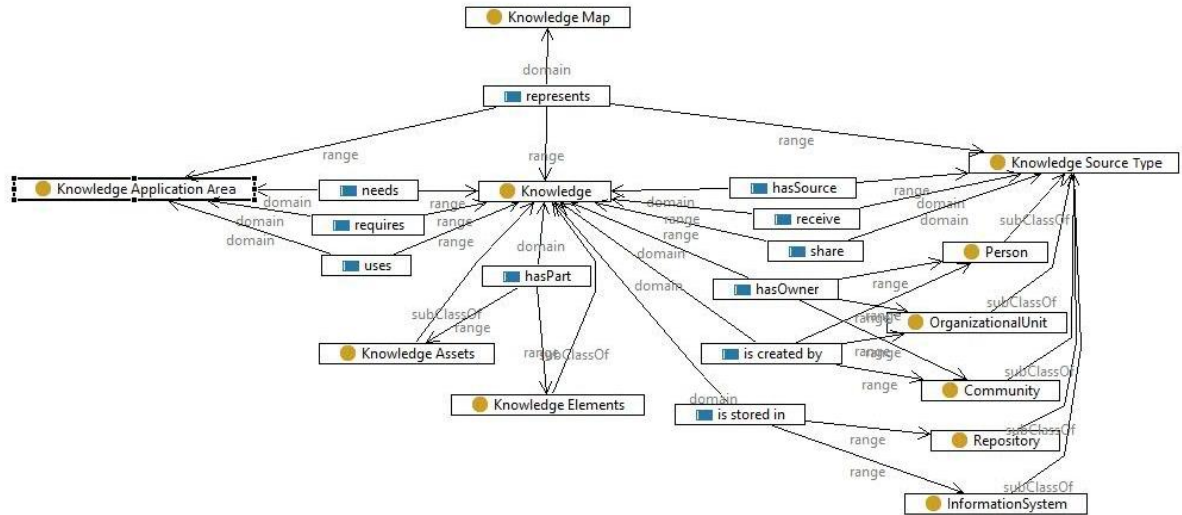 Knowledge Map
domain
represents
range
range
range
Knowledge Source Type
Knowledge Application Area
needs
Knowledge
hasSource
range
domain
range
domain
domain
requires
range
range
receive
domain
domain
uses
range
domain
range
share
subClassOf
domain
hasPart
domain
Person
hasOwner
range
subClassOf
subClassOf
range
range
range
OrganizationalUnit
Knowledge Assets
range
subClassOf
is created by
range
range
range
subClassOf
Community
domain
Knowledge Elements
is stored in
range
Repository
subClassOf
range
subClassOf
InformationSystem